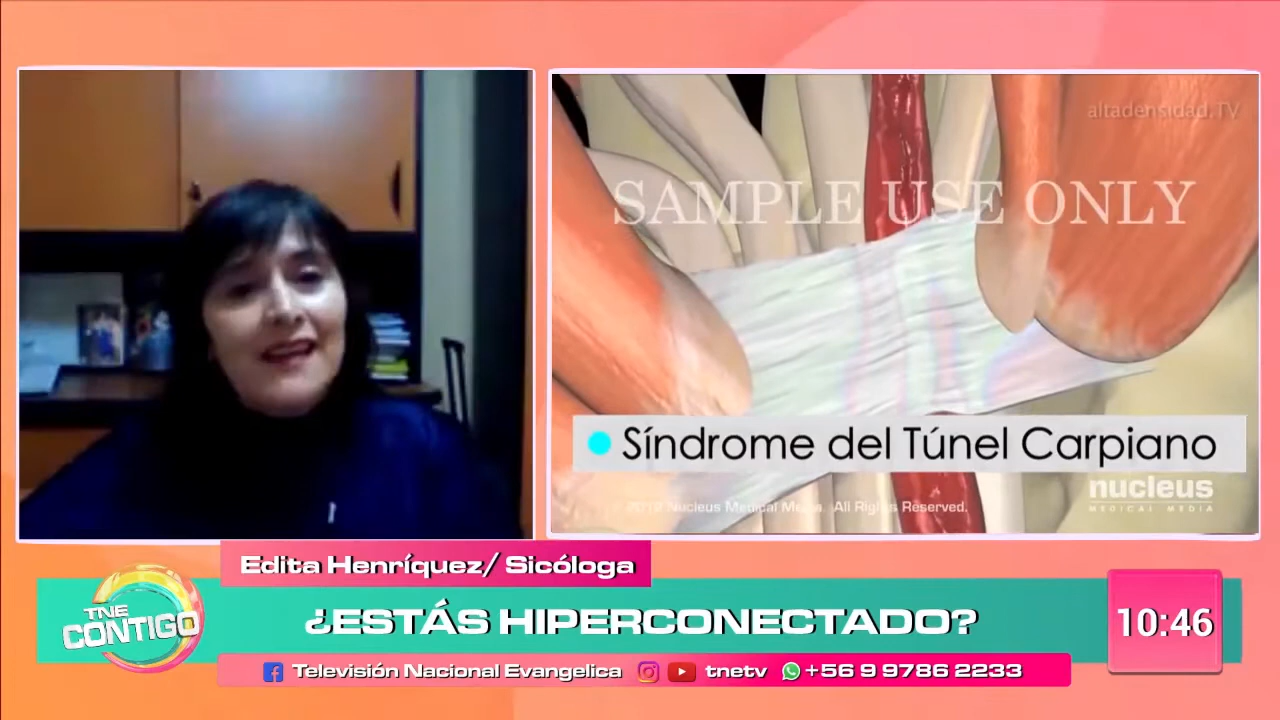 altadensidad.TV
SAMPLE USE ONLY
Síndrome del Túnel Carpiano
nucleus
MEDICAL MEDIA
Nucleus Medical Media. All Rights Reserved.
Edita Henríquez/ Sicóloga
TNE
CONTIGO
¿ESTÁS HIPERCONECTADO?
10:46
Televisión Nacional Evangelica tnetv +56 9 9786 2233